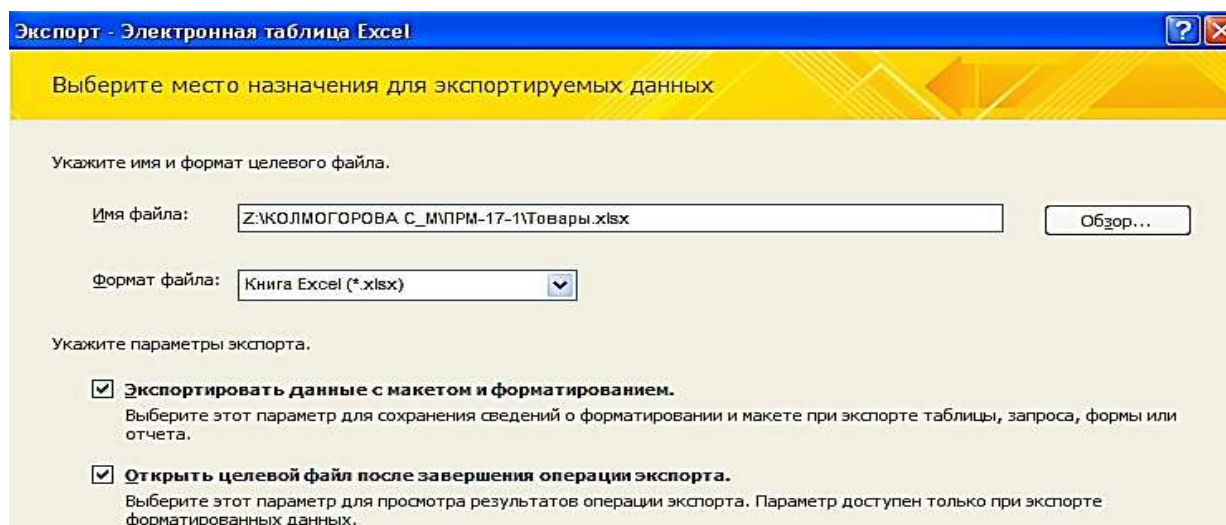 Экспорт - Электронная таблица Excel
?
Выберите место назначения для экспортируемых данных
Укажите имя и формат целевого файла.
Имя файла: Z:\КОЛМОГОРОВА С_М\ПРМ-17-1\Товары.xlsx Обзор...
Формат файла: Книга Excel (*.xlsx)
Укажите параметры экспорта.
Экспортировать данные с макетом и форматированием.
Выберите этот параметр для сохранения сведений о форматировании и макете при экспорте таблицы, запроса, формы или
отчета.
Открыть целевой файл после завершения операции экспорта.
Выберите этот параметр для просмотра результатов операции экспорта. Параметр доступен только при экспорте
форматированных данных.